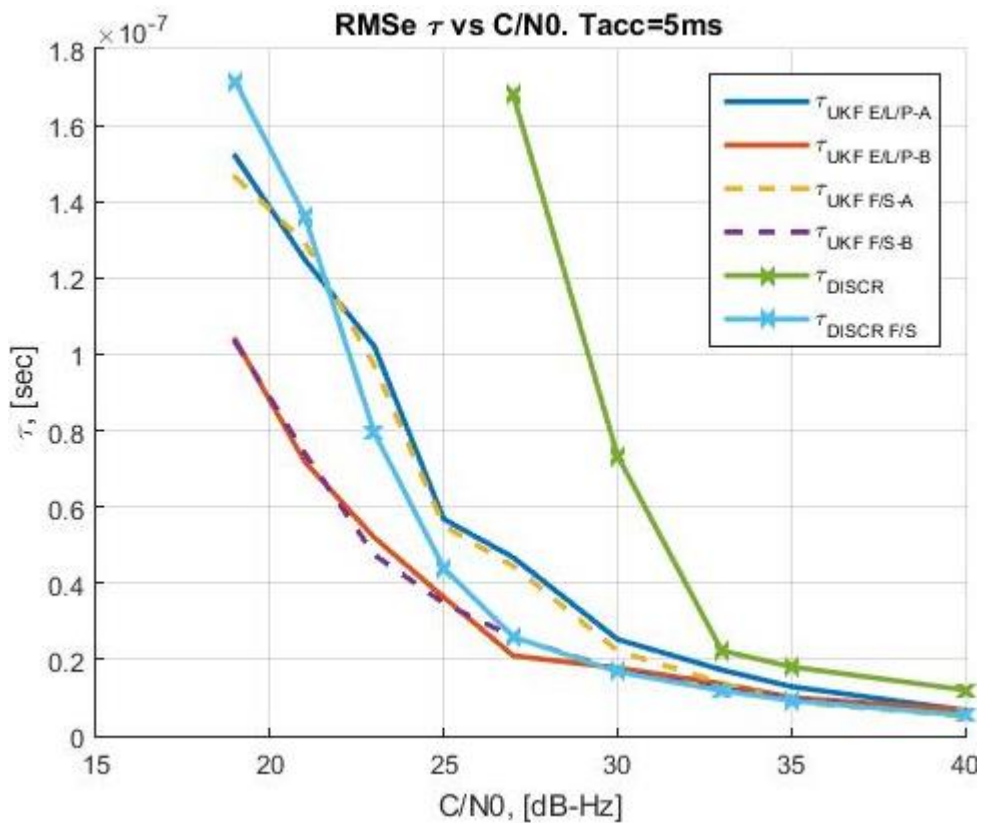 RMSe τ vs C/N0. Tacc=5ms
×10-7
1.8
1.6
1.4
1.2
1
0.8
0.6
0.4
0.2
0
τ, [sec]
15 20 25 30 35 40
C/N0, [dB-Hz]
τUKF E/L/P-A
τUKF E/L/P-B
τUKF F/S-A
τUKF F/S-B
τDISCR
τDISCR F/S